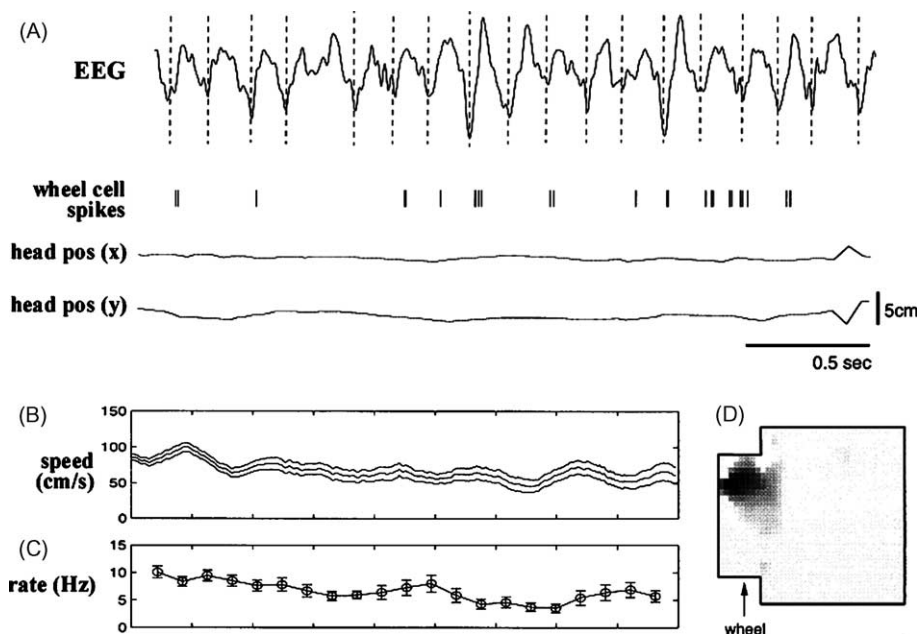 (A)
EEG
wheel cell
spikes
head pos (x)
head pos (y)
5cm
0.5 sec
(B)
150
100
50
0
speed
(cm/s)
(C)
15
10
5
0
rate (Hz)
(D)
wheel